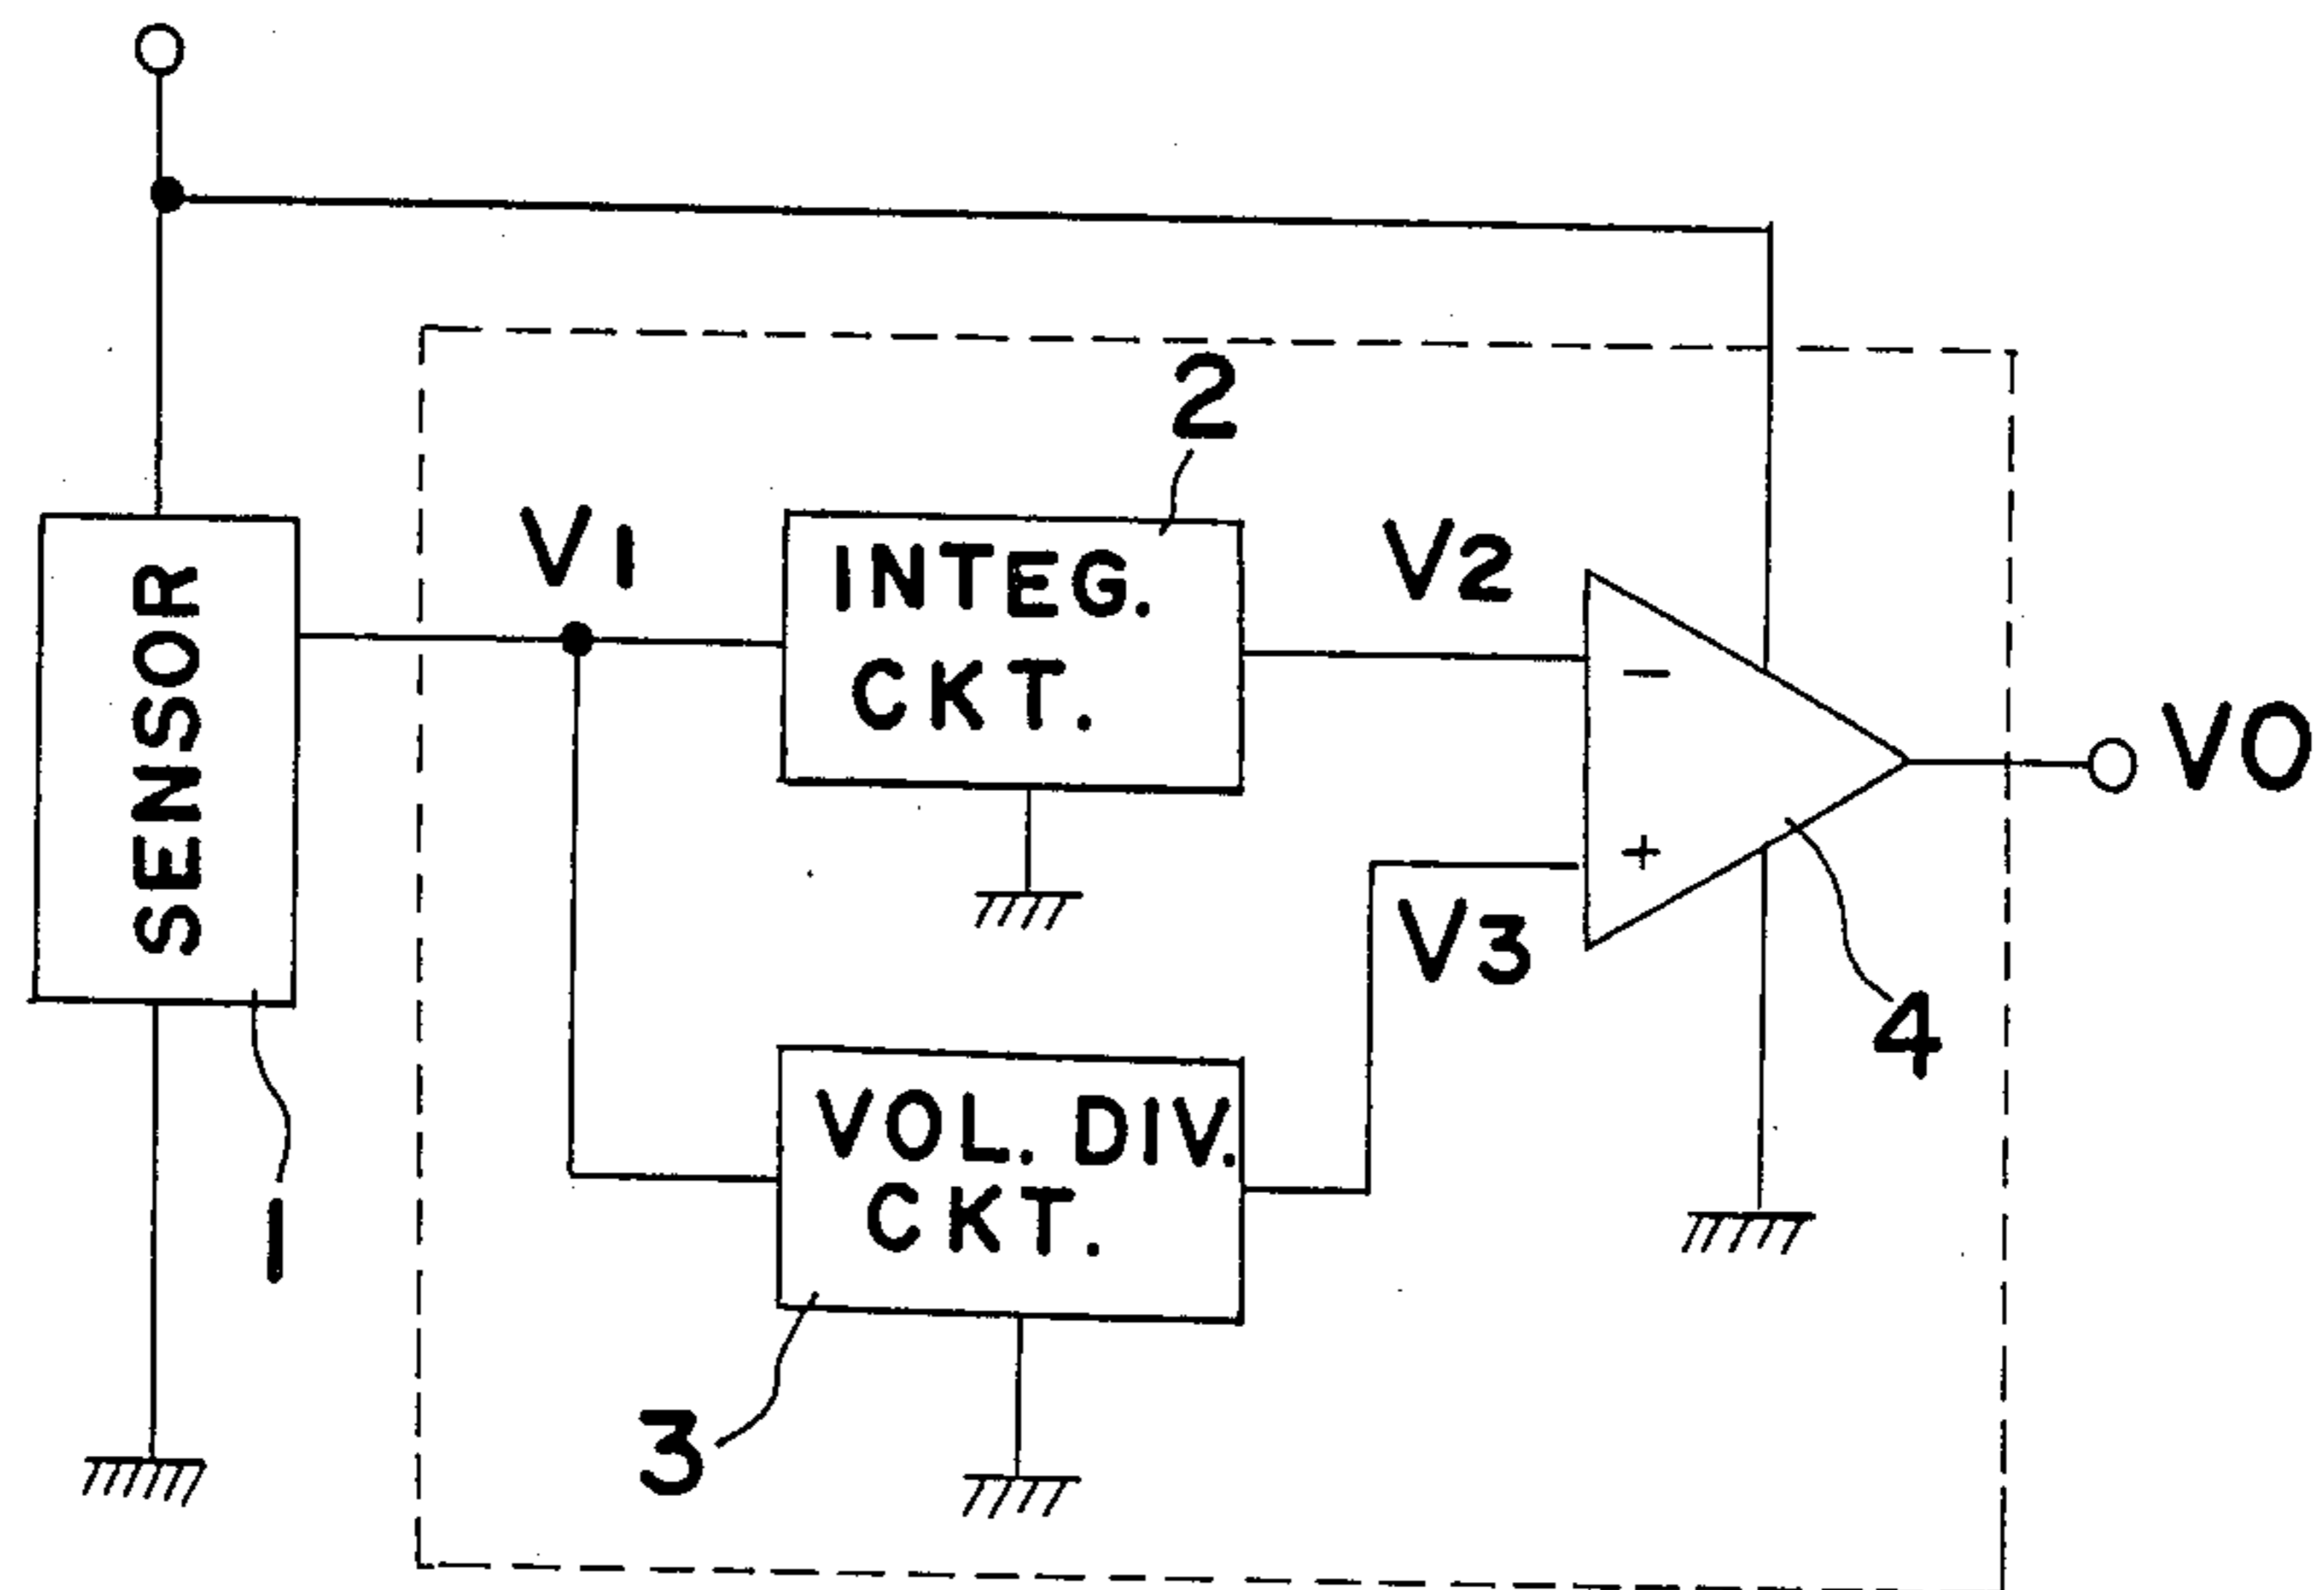 2
V1
INTEG.
CKT.
V2
SENSOR
−
VO
+
V3
4
VOL. DIV.
CKT.
1
3